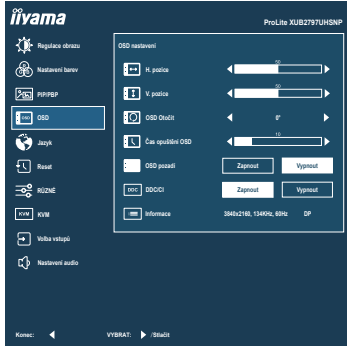 iiyama
ProLite XUB2797UHSNP
Regulace obrazu
Nastavení barev
PIP/PBP
OSD
Jazyk
Reset
RŮZNÉ
KVM KVM
Volba vstupů
Nastavení audio
OSD nastavení
H. pozice 50
V. pozice 50
OSD Otočit 0°
Čas opuštění OSD 10
OSD pozadí Zapnout Vypnout
DDC DDC/CI Zapnout Vypnout
Informace 3840x2160, 134KHz, 60Hz DP
Konec: VYBRAT: /Stlačit